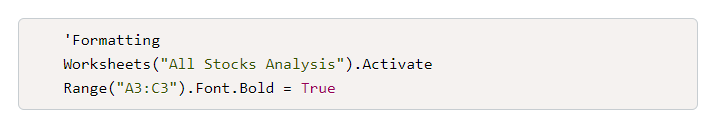 'Formatting
Worksheets("All Stocks Analysis").Activate
Range("A3:C3").Font.Bold = True